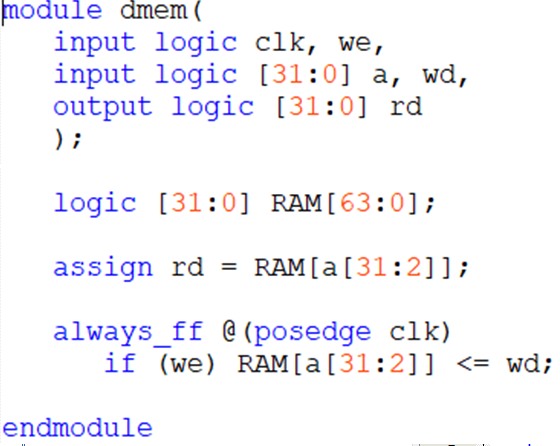 module dmem(
input logic clk, we,
input logic [31:0] a, wd,
output logic [31:0] rd
);
logic [31:0] RAM[63:0];
assign rd = RAM[a[31:2]];
always_ff @(posedge clk)
if (we) RAM[a[31:2]] <= wd;
endmodule